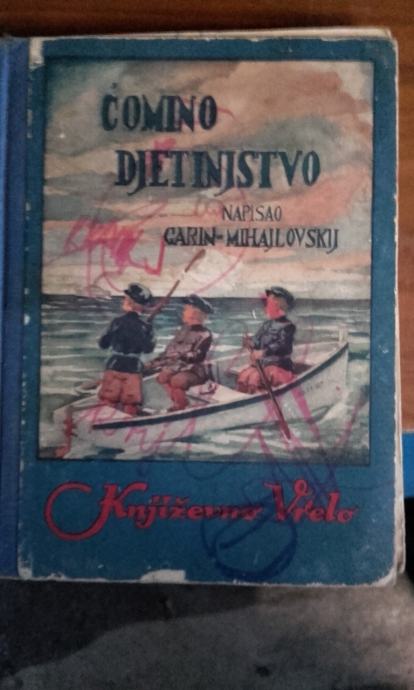 ĆOMINO
DJETINJSTVO
NAPISAO
GARIN-MIHAJLOVSKIJ
Književno Vrelo